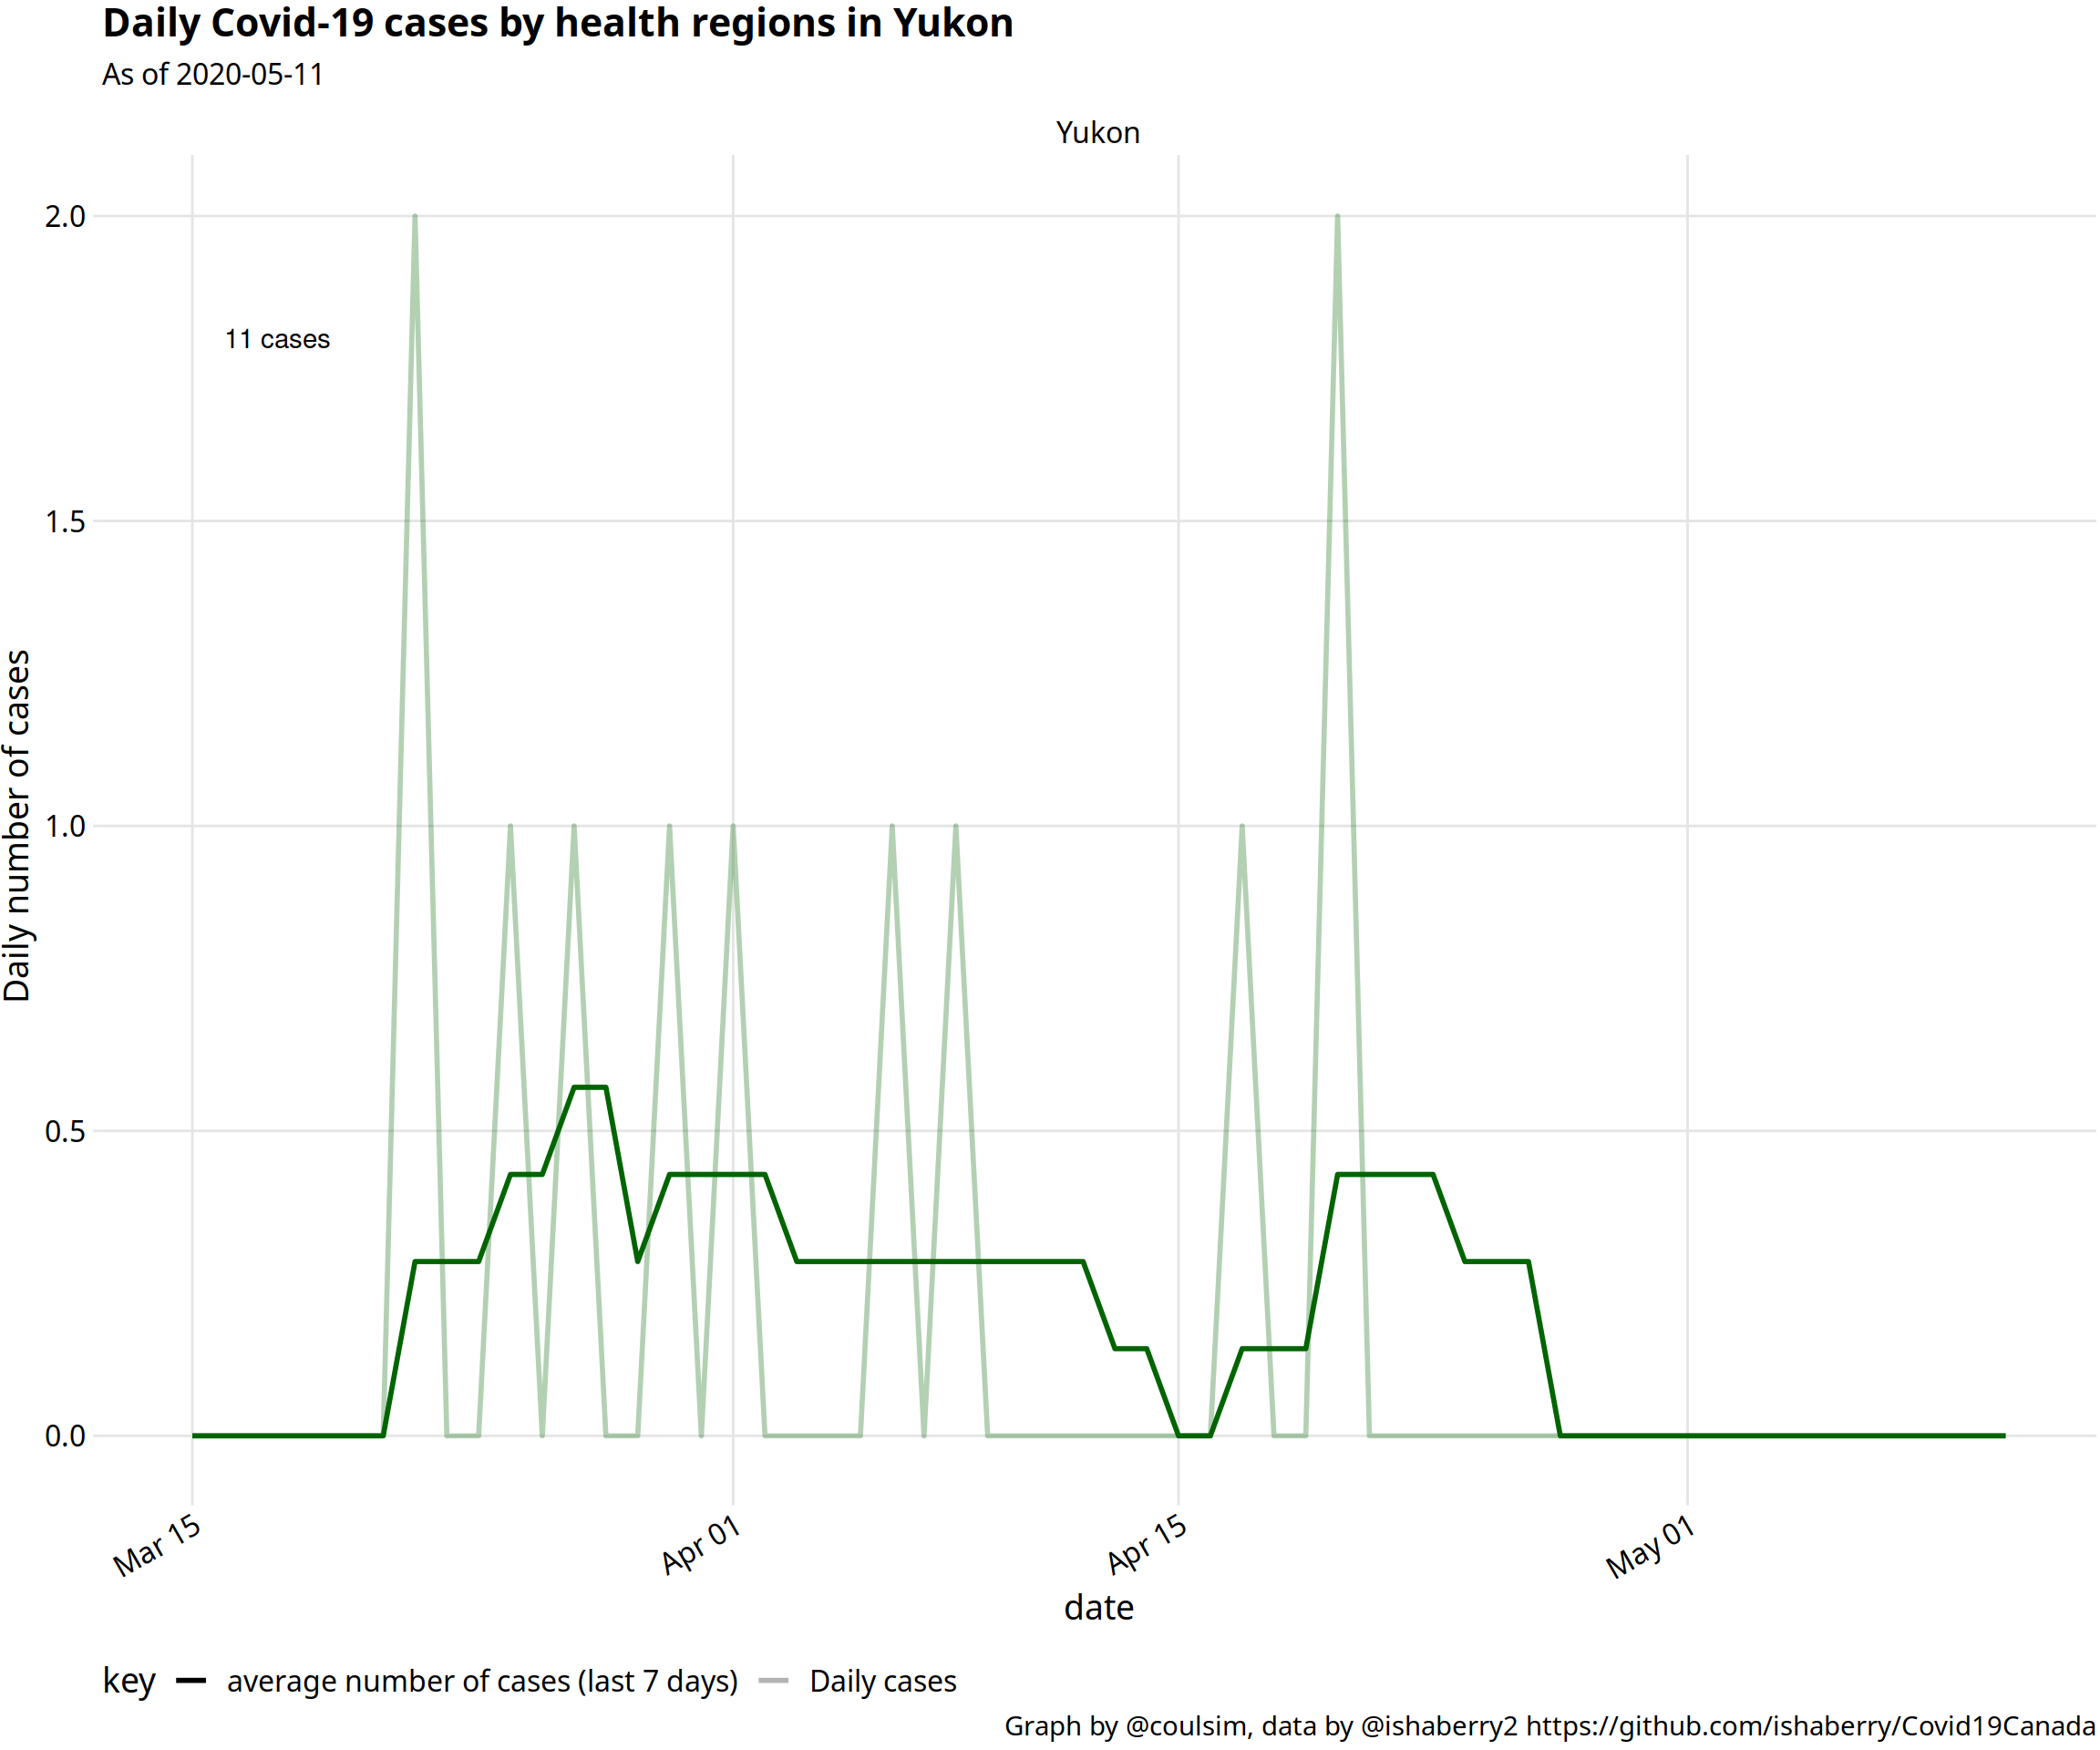 Daily Covid-19 cases by health regions in Yukon
As of 2020-05-11
Yukon
2.0
11 cases
1.5
1.0
0.5
0.0
Daily number of cases
Mar 15
Apr 01
Apr 15
May 01
date
key average number of cases (last 7 days) Daily cases
Graph by @coulsim, data by @ishaberry2 https://github.com/ishaberry/Covid19Canada